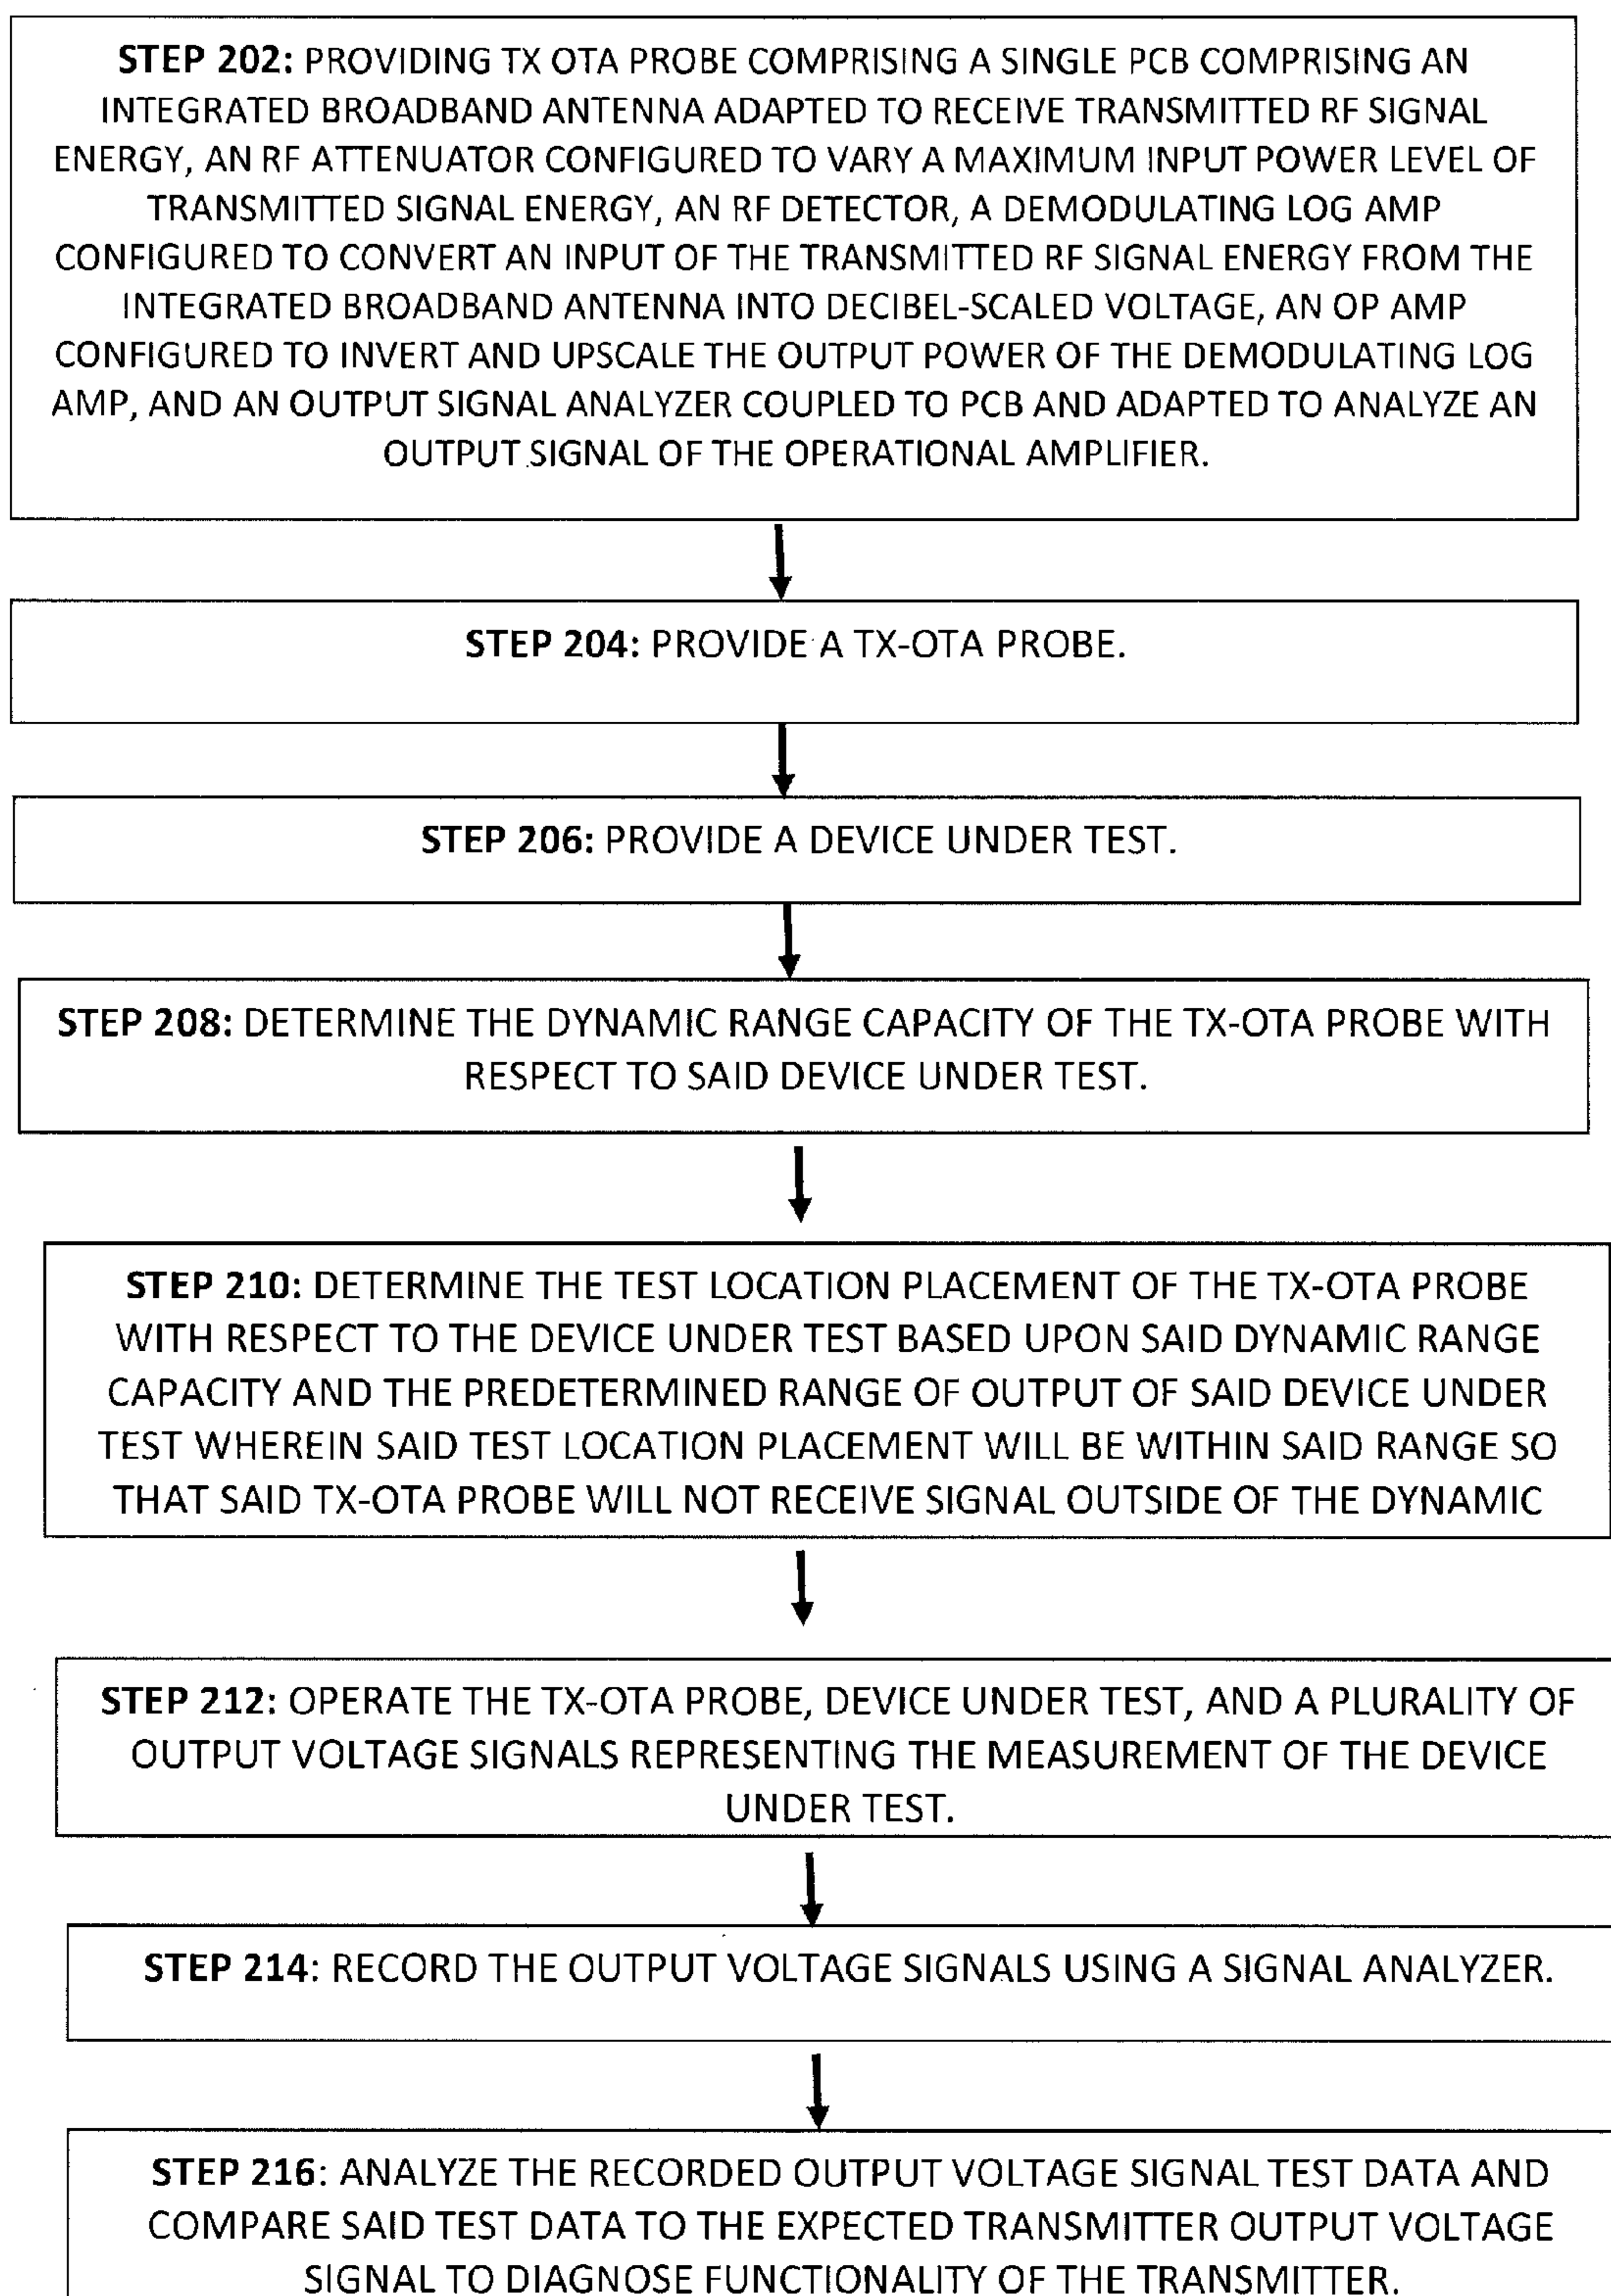 STEP 202: PROVIDING TX OTA PROBE COMPRISING A SINGLE PCB COMPRISING AN
INTEGRATED BROADBAND ANTENNA ADAPTED TO RECEIVE TRANSMITTED RF SIGNAL
ENERGY, AN RF ATTENUATOR CONFIGURED TO VARY A MAXIMUM INPUT POWER LEVEL OF
TRANSMITTED SIGNAL ENERGY, AN RF DETECTOR, A DEMODULATING LOG AMP
CONFIGURED TO CONVERT AN INPUT OF THE TRANSMITTED RF SIGNAL ENERGY FROM THE
INTEGRATED BROADBAND ANTENNA INTO DECIBEL-SCALED VOLTAGE, AN OP AMP
CONFIGURED TO INVERT AND UPSCALE THE OUTPUT POWER OF THE DEMODULATING LOG
AMP, AND AN OUTPUT SIGNAL ANALYZER COUPLED TO PCB AND ADAPTED TO ANALYZE AN
OUTPUT SIGNAL OF THE OPERATIONAL AMPLIFIER.
STEP 204: PROVIDE A TX-OTA PROBE.
STEP 206: PROVIDE A DEVICE UNDER TEST.
STEP 208: DETERMINE THE DYNAMIC RANGE CAPACITY OF THE TX-OTA PROBE WITH
RESPECT TO SAID DEVICE UNDER TEST.
STEP 210: DETERMINE THE TEST LOCATION PLACEMENT OF THE TX-OTA PROBE
WITH RESPECT TO THE DEVICE UNDER TEST BASED UPON SAID DYNAMIC RANGE
CAPACITY AND THE PREDETERMINED RANGE OF OUTPUT OF SAID DEVICE UNDER
TEST WHEREIN SAID TEST LOCATION PLACEMENT WILL BE WITHIN SAID RANGE SO
THAT SAID TX-OTA PROBE WILL NOT RECEIVE SIGNAL OUTSIDE OF THE DYNAMIC
STEP 212: OPERATE THE TX-OTA PROBE, DEVICE UNDER TEST, AND A PLURALITY OF
OUTPUT VOLTAGE SIGNALS REPRESENTING THE MEASUREMENT OF THE DEVICE
UNDER TEST.
STEP 214: RECORD THE OUTPUT VOLTAGE SIGNALS USING A SIGNAL ANALYZER.
STEP 216: ANALYZE THE RECORDED OUTPUT VOLTAGE SIGNAL TEST DATA AND
COMPARE SAID TEST DATA TO THE EXPECTED TRANSMITTER OUTPUT VOLTAGE
SIGNAL TO DIAGNOSE FUNCTIONALITY OF THE TRANSMITTER.